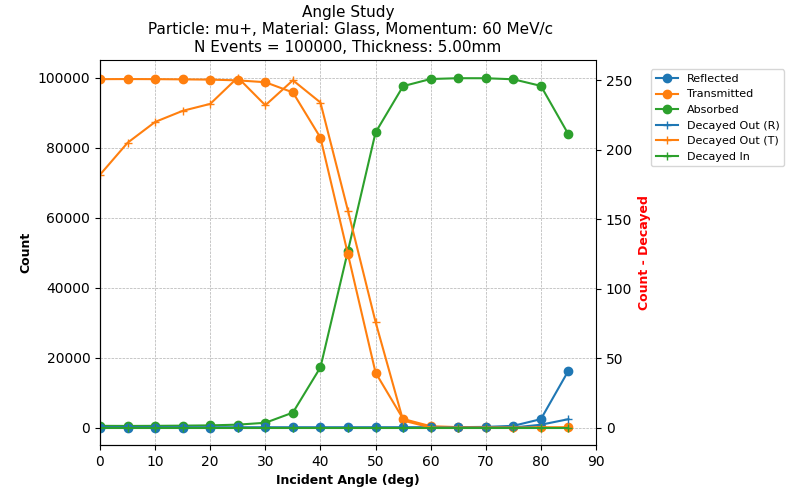 Angle Study
Particle: mu+, Material: Glass, Momentum: 60 MeV/c
N Events = 100000, Thickness: 5.00mm
100000
80000
60000
40000
20000
0
Count
0 10 20 30 40 50 60 70 80 90
Incident Angle (deg)
250
200
150
100
50
0
Count - Decayed
Reflected
Transmitted
Absorbed
Decayed Out (R)
Decayed Out (T)
Decayed In